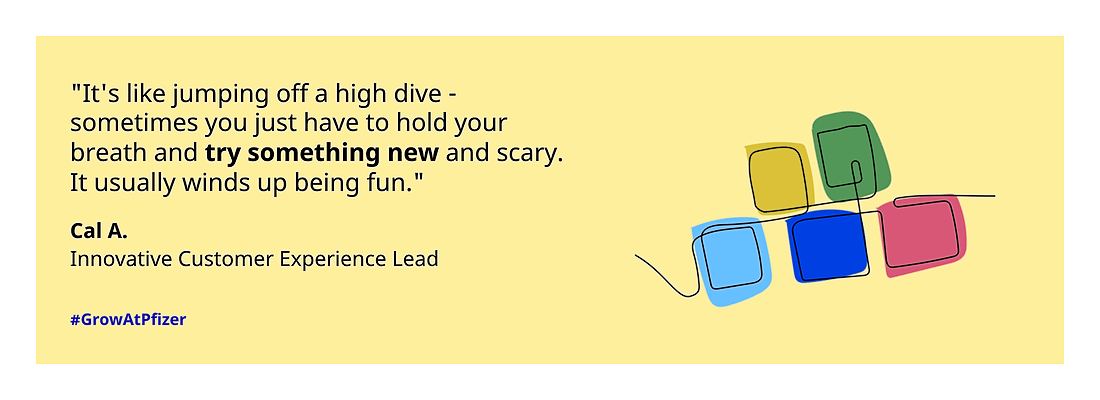 "It's like jumping off a high dive -
sometimes you just have to hold your
breath and try something new and scary.
It usually winds up being fun."
Cal A.
Innovative Customer Experience Lead
#GrowAtPfizer